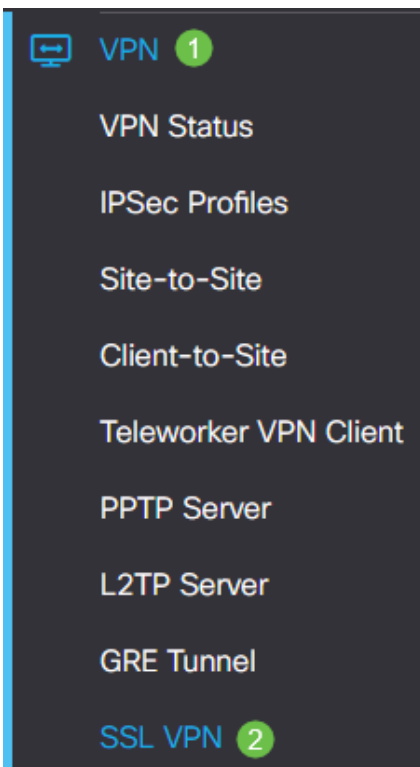 VPN 1
VPN Status
IPSec Profiles
Site-to-Site
Client-to-Site
Teleworker VPN Client
PPTP Server
L2TP Server
GRE Tunnel
SSL VPN 2